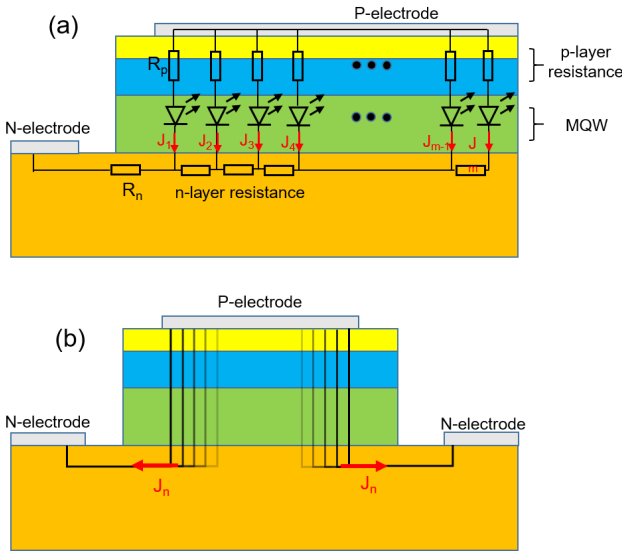 (a)
P-electrode
Rp
p-layer
resistance
MQW
N-electrode
J1 J2 J3 J4 Jm-1 Jm
Rn
n-layer resistance
(b)
P-electrode
N-electrode
N-electrode
Jn
Jn